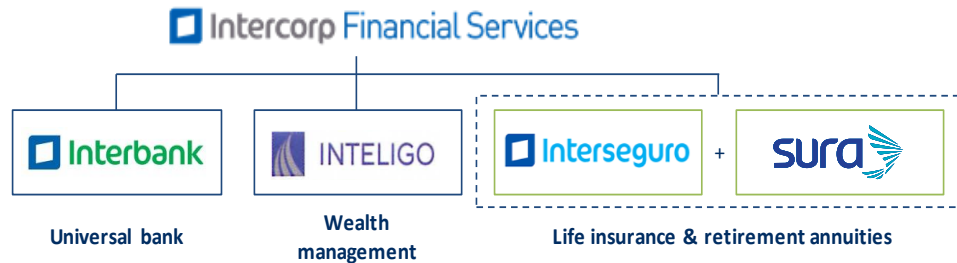 Intercorp Financial Services
Interbank
INTELIGO
Interseguro
+
sura
Universal bank
Wealth
management
Life insurance & retirement annuities